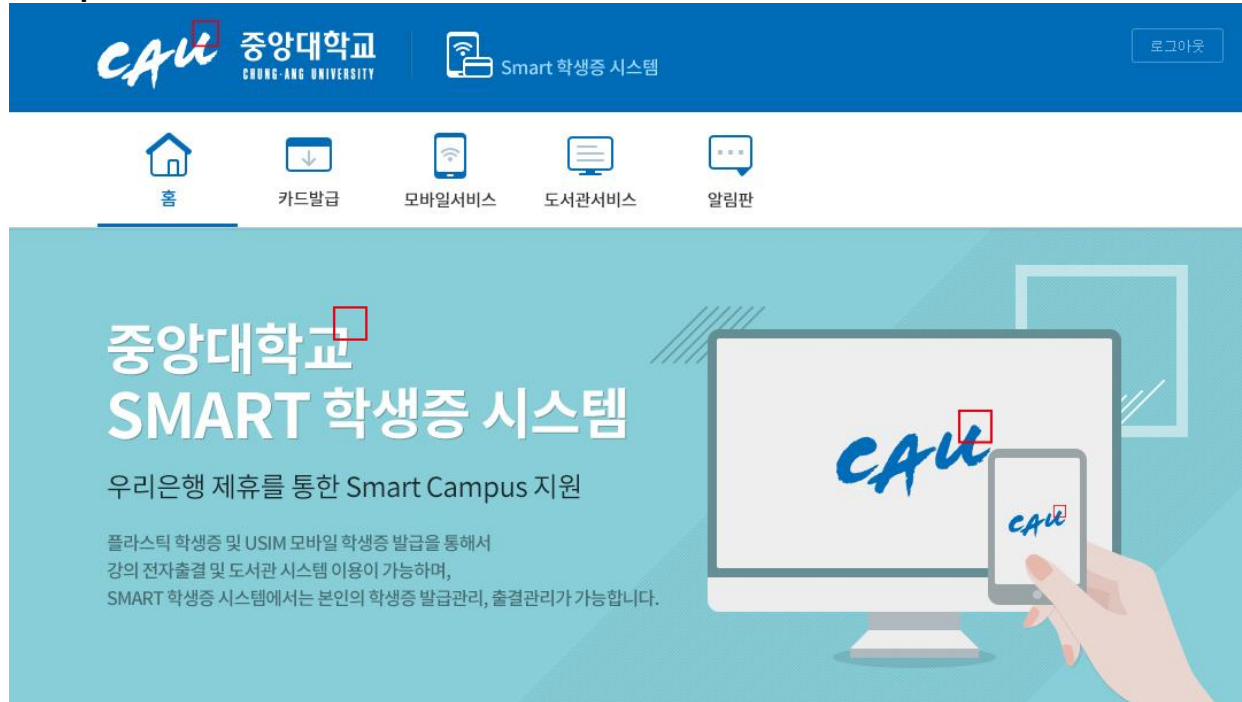 CAU 중앙대학교
CHUNG-ANG UNIVERSITY
Smart 학생증 시스템
로그아웃
홈
카드발급
모바일서비스
도서관서비스
알림판
중앙대학교
SMART 학생증 시스템
우리은행 제휴를 통한 Smart Campus 지원
플라스틱 학생증 및 USIM 모바일 학생증 발급을 통해서
강의 전자출결 및 도서관 시스템 이용이 가능하며,
SMART 학생증 시스템에서는 본인의 학생증 발급관리, 출결관리가 가능합니다.
CAU
CAU